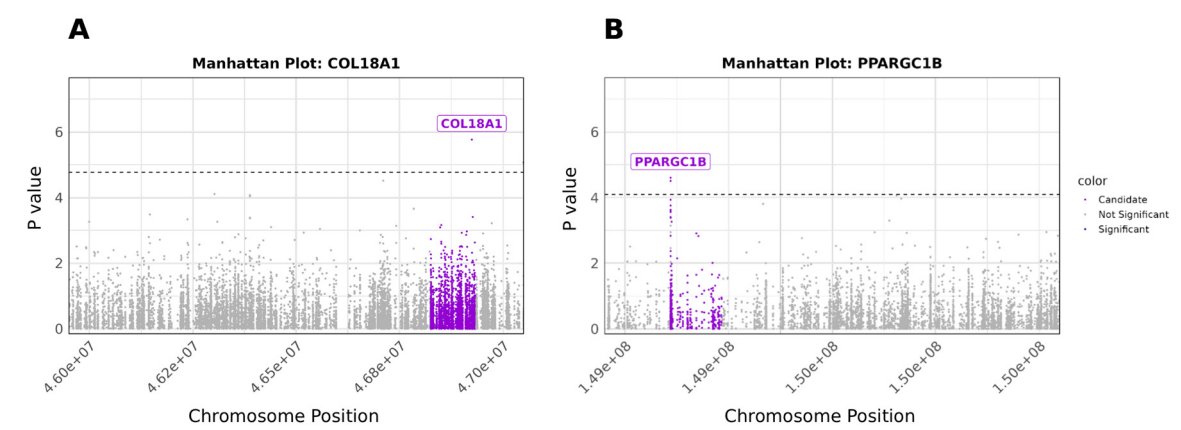 A
Manhattan Plot: COL18A1
P value
6
4
2
0
COL18A1
4.60e+07
4.62e+07
4.65e+07
4.68e+07
4.70e+07
Chromosome Position
B
Manhattan Plot: PPARGC1B
P value
6
4
2
0
PPARGC1B
1.49e+08
1.49e+08
1.50e+08
1.50e+08
1.50e+08
Chromosome Position
color
Candidate
Not Significant
Significant